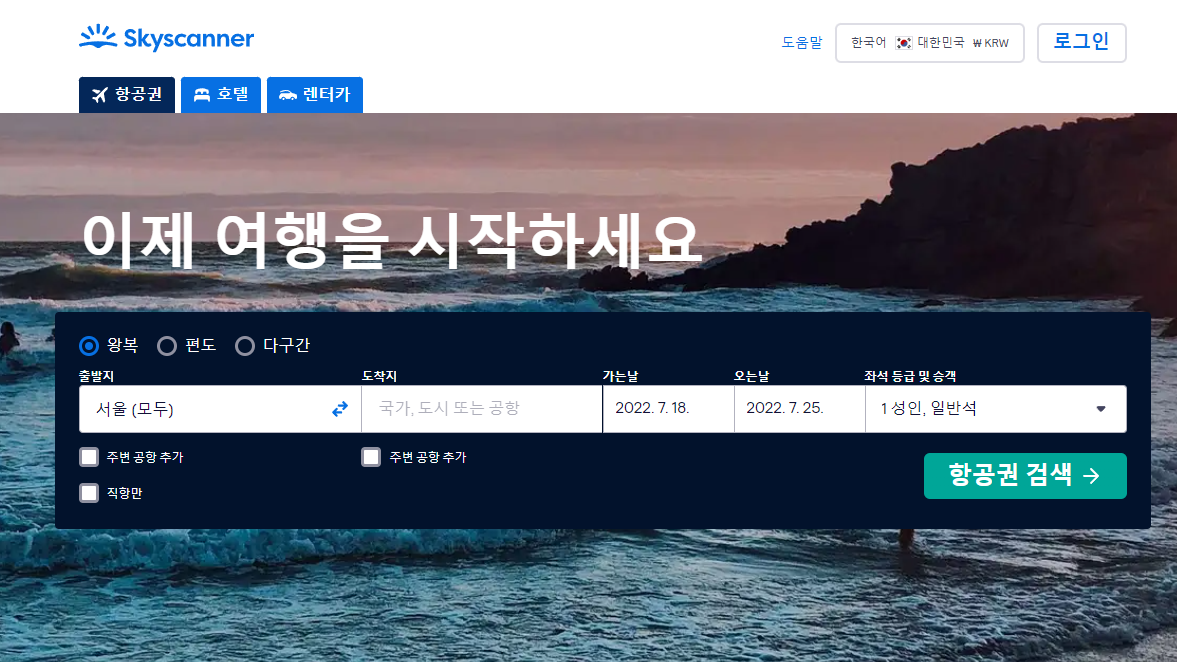 Skyscanner
도움말 한국어 대한민국 ₩ KRW 로그인
항공권 호텔 렌터카
이제 여행을 시작하세요
왕복 편도 다구간
출발지 도착지 가는날 오는날 좌석 등급 및 승객
서울 (모두) 국가, 도시 또는 공항 2022. 7. 18. 2022. 7. 25. 1 성인, 일반석
주변 공항 추가 주변 공항 추가
직항만
항공권 검색